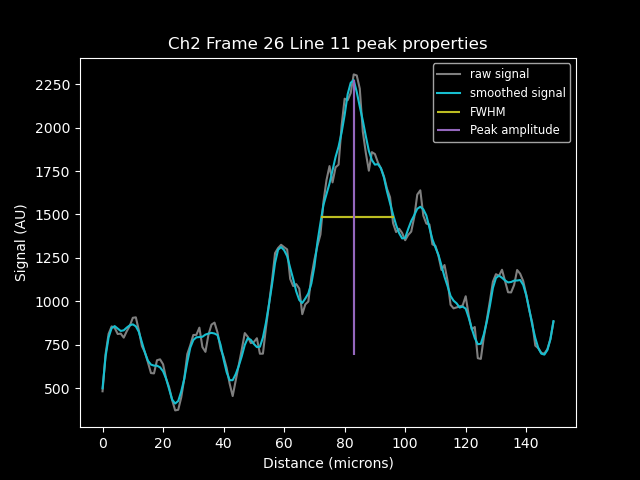 Ch2 Frame 26 Line 11 peak properties
raw signal
smoothed signal
FWHM
Peak amplitude
2250
2000
1750
1500
1250
1000
750
500
Signal (AU)
0 20 40 60 80 100 120 140
Distance (microns)